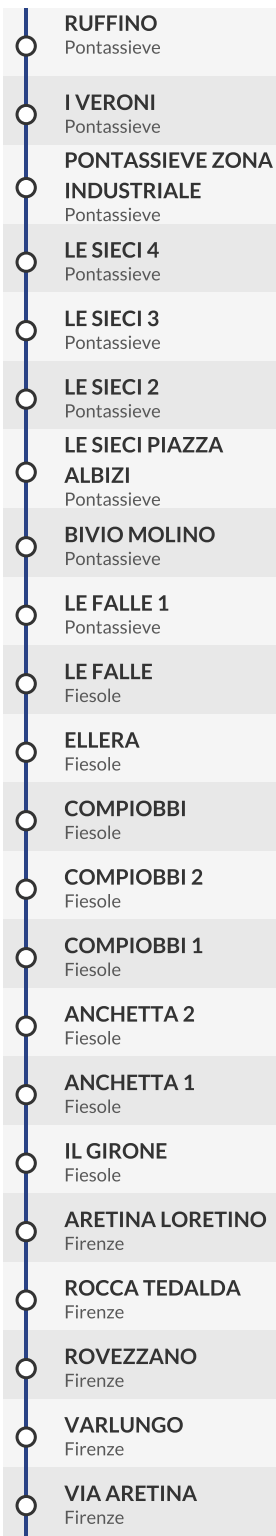 RUFFINO
Pontassieve
I VERONI
Pontassieve
PONTASSIEVE ZONA
INDUSTRIALE
Pontassieve
LE SIECI 4
Pontassieve
LE SIECI 3
Pontassieve
LE SIECI 2
Pontassieve
LE SIECI PIAZZA
ALBIZI
Pontassieve
BIVIO MOLINO
Pontassieve
LE FALLE 1
Pontassieve
LE FALLE
Fiesole
ELLERA
Fiesole
COMPIOBBI
Fiesole
COMPIOBBI 2
Fiesole
COMPIOBBI 1
Fiesole
ANCHETTA 2
Fiesole
ANCHETTA 1
Fiesole
IL GIRONE
Fiesole
ARETINA LORETINO
Firenze
ROCCA TEDALDA
Firenze
ROVEZZANO
Firenze
VARLUNGO
Firenze
VIA ARETINA
Firenze